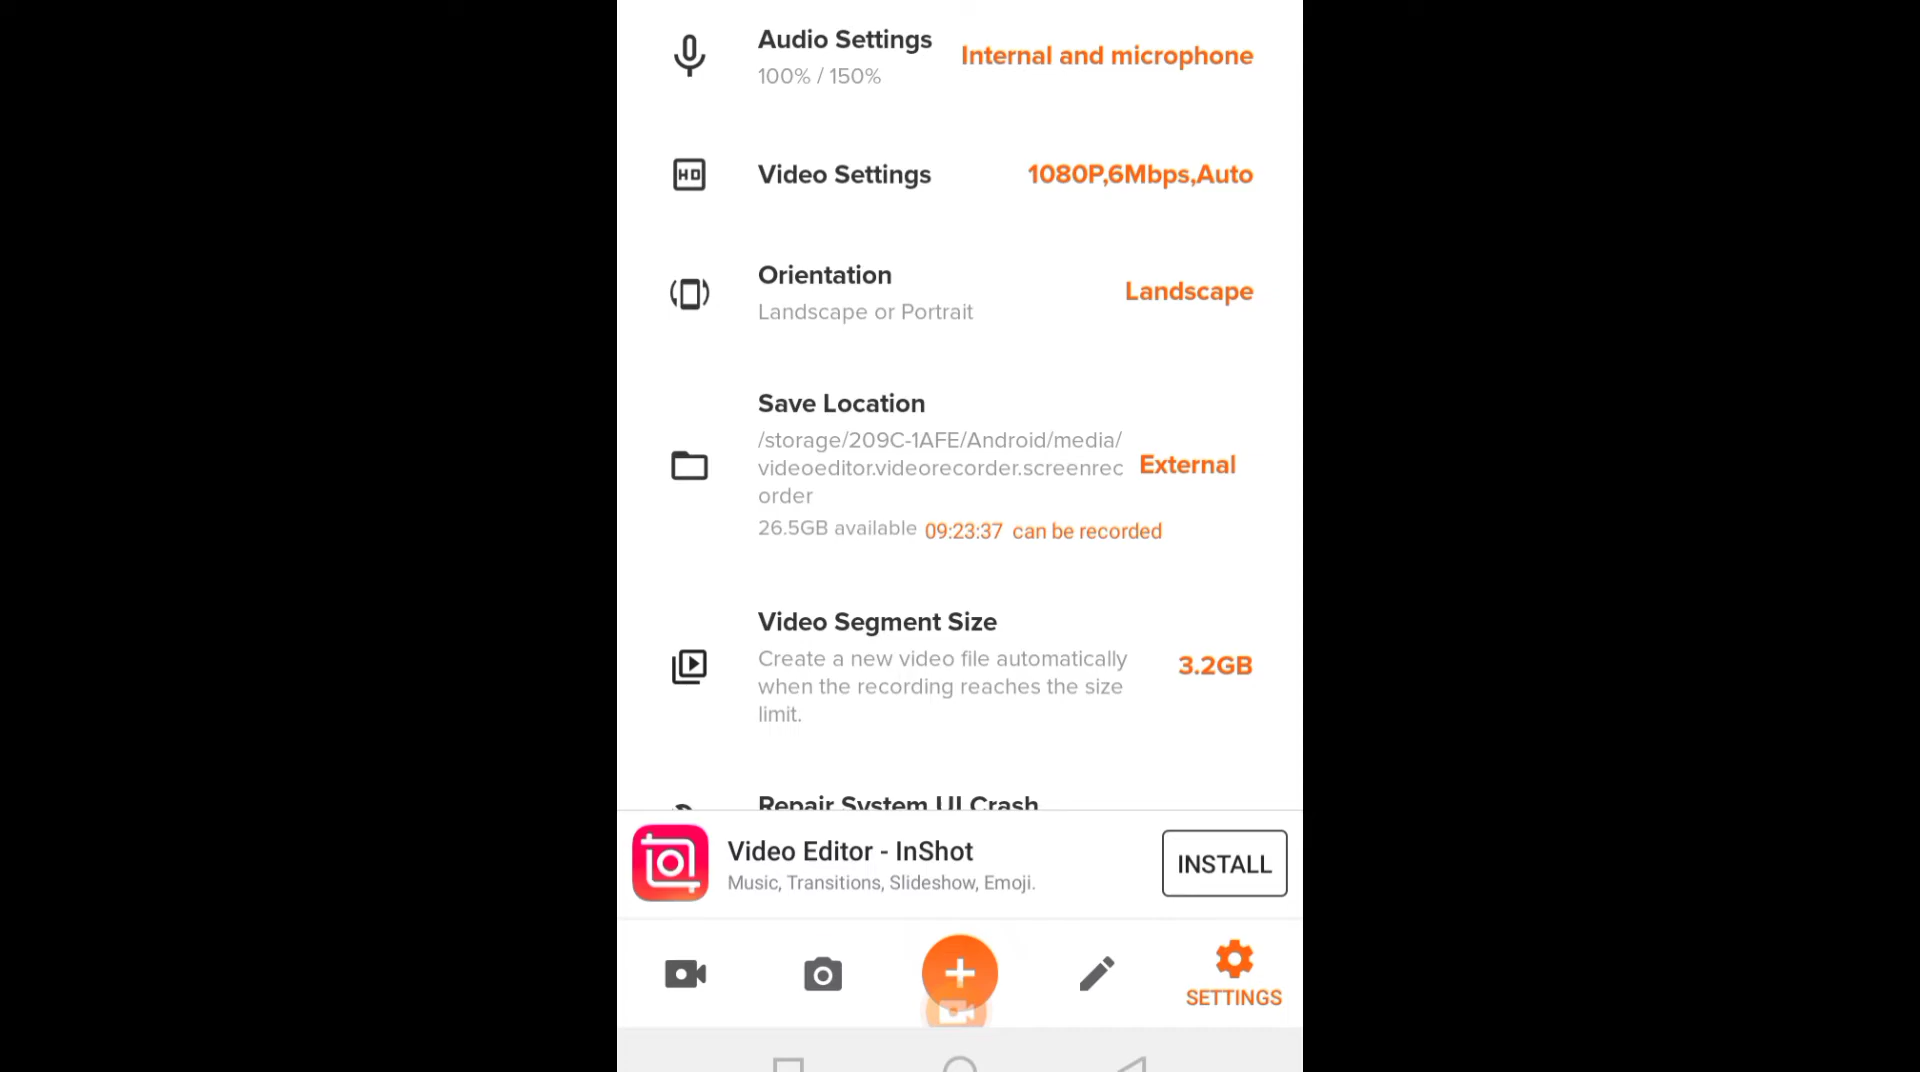 Audio Settings
Internal and microphone
100% / 150%
HD
Video Settings
1080P,6Mbps,Auto
Orientation
Landscape
Landscape or Portrait
Save Location
/storage/209C-1AFE/Android/media/
videoeditor.videorecorder.screenrec
order
External
26.5GB available 09:23:37 can be recorded
Video Segment Size
Create a new video file automatically
when the recording reaches the size
limit.
3.2GB
Repair System UI Crash
Video Editor - InShot
Music, Transitions, Slideshow, Emoji.
INSTALL
SETTINGS